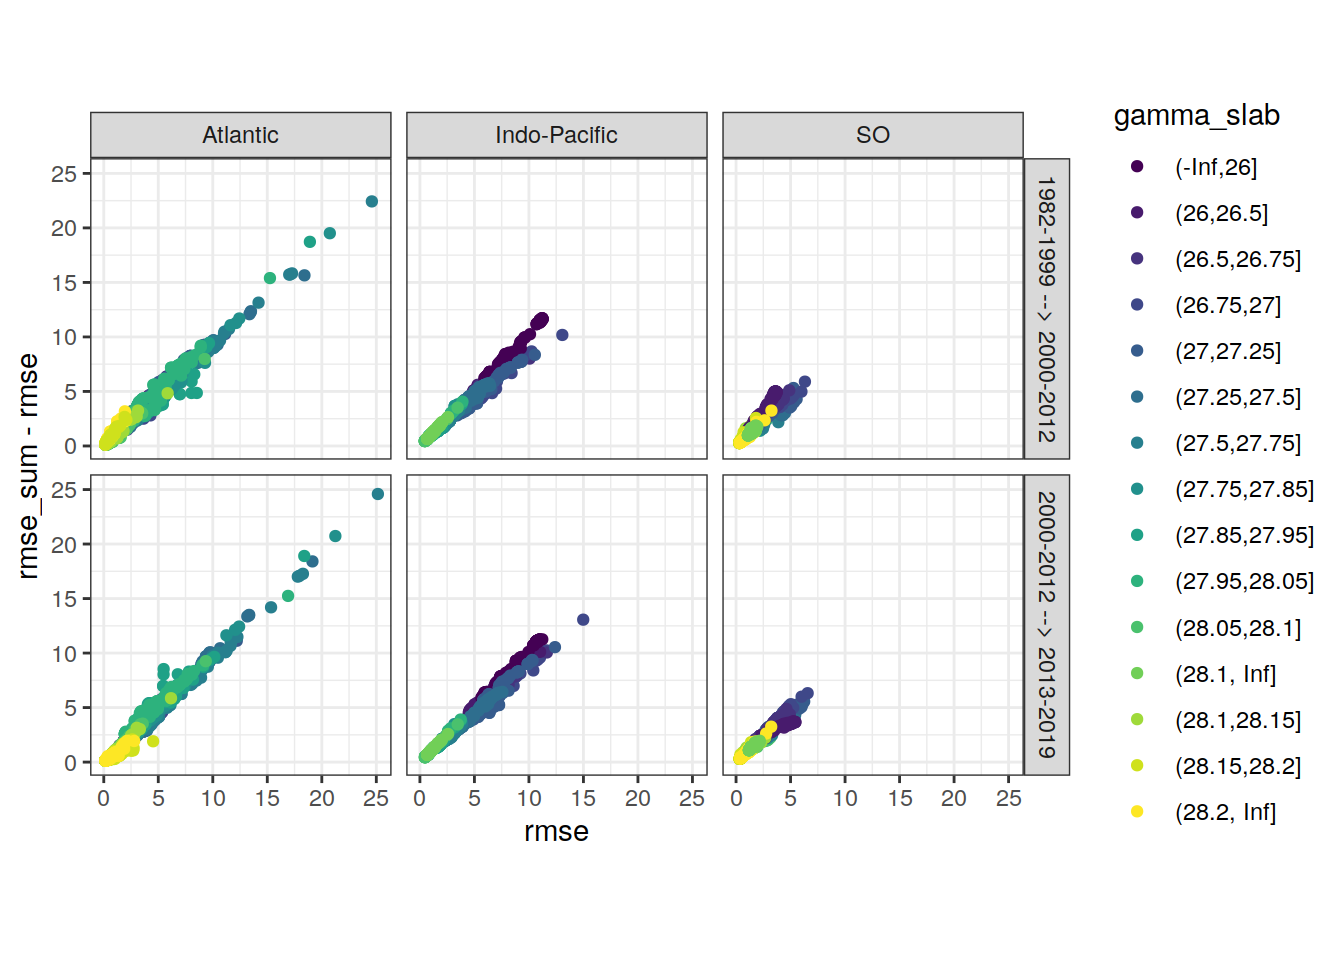 Atlantic
Indo-Pacific
SO
25
20
15
10
5
0
1982-1999 --> 2000-2012
25
20
15
10
5
0
2000-2012 --> 2013-2019
rmse_sum - rmse
0 5 10 15 20 25
0 5 10 15 20 25
0 5 10 15 20 25
rmse
gamma_slab
(-Inf,26]
(26,26.5]
(26.5,26.75]
(26.75,27]
(27,27.25]
(27.25,27.5]
(27.5,27.75]
(27.75,27.85]
(27.85,27.95]
(27.95,28.05]
(28.05,28.1]
(28.1, Inf]
(28.1,28.15]
(28.15,28.2]
(28.2, Inf]